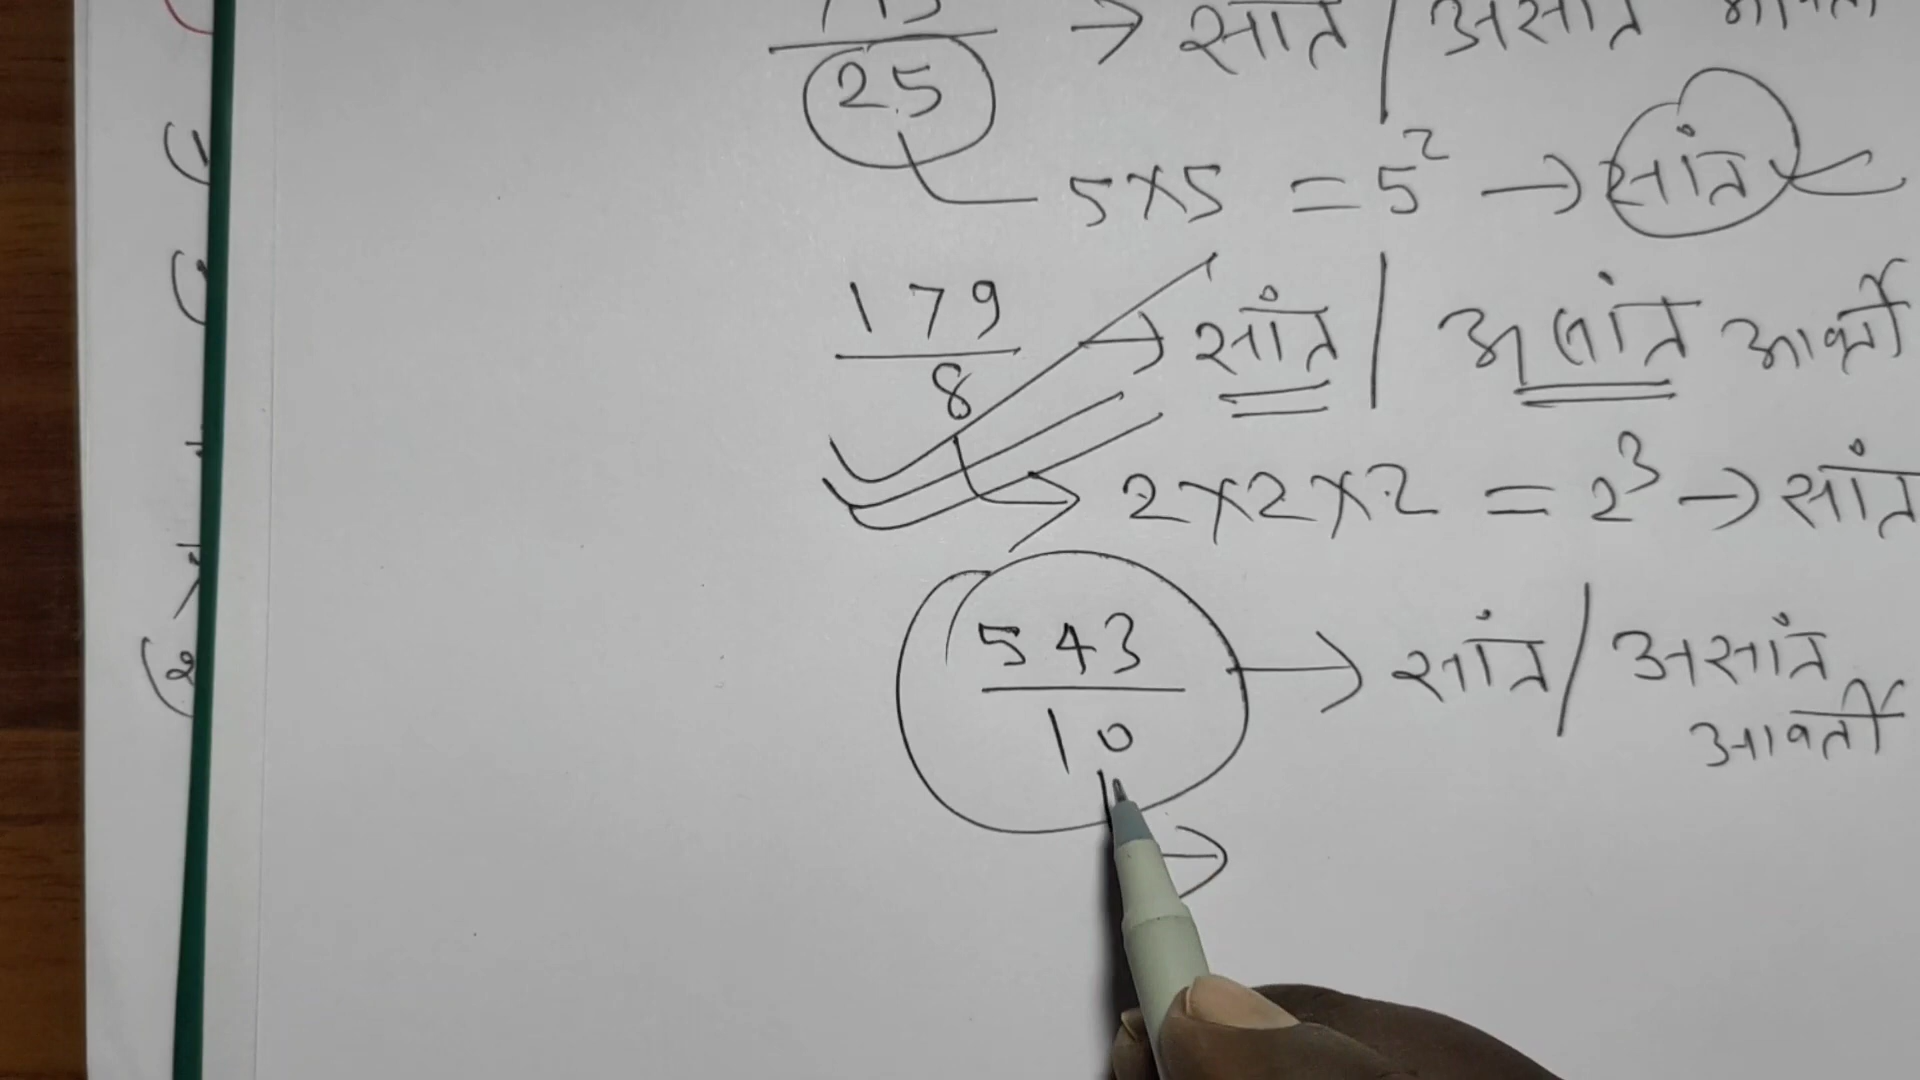 25 → सांत / असांत
5×5 = 5² → सांत
179/8 → सांत / असांत आवर्ती
2×2×2 = 2³ → सांत
543/10 → सांत / असांत
आवर्ती
→